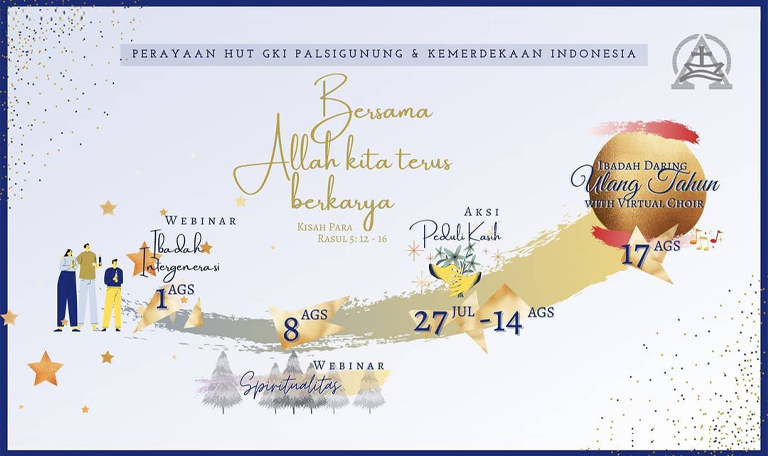 PERAYAAN HUT GKI PALSIGUNUNG & KEMERDEKAAN INDONESIA
Bersama
Allah kita terus
berkarya
KISAH PARA
RASUL 5: 12 - 16
WEBINAR
Ibadah
Intergenerasi
1 AGS
8 AGS
WEBINAR
Spiritualitas
AKSI
Peduli Kasih
27 JUL -14 AGS
IBADAH DARING
Ulang Tahun
WITH VIRTUAL CHOIR
17 AGS